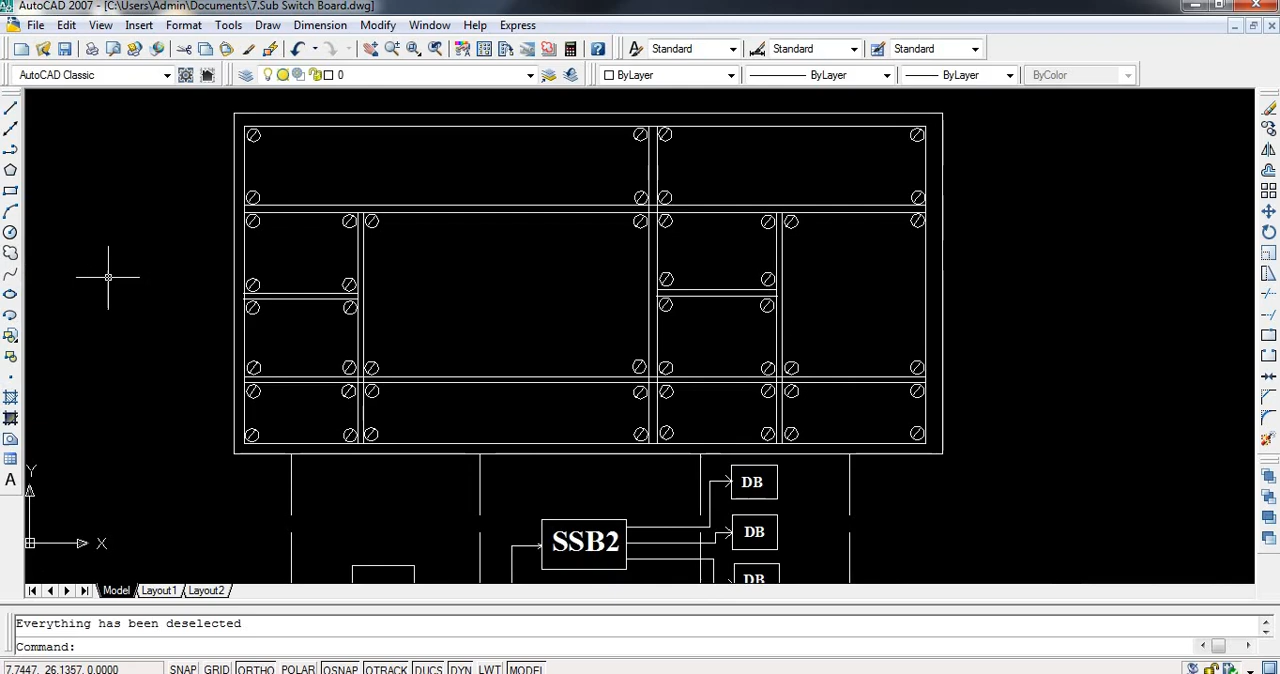 AutoCAD 2007 - [C:\Users\Admin\Documents\7.Sub Switch Board.dwg]
File Edit View Insert Format Tools Draw Dimension Modify Window Help Express
Standard Standard Standard
AutoCAD Classic 0 ByLayer ByLayer ByLayer ByColor
DB
SSB2
DB
DB
Y
X
A
Model Layout1 Layout2
Everything has been deselected
Command:
7.7447, 26.1357, 0.0000 SNAP GRID ORTHO POLAR OSNAP OTRACK DUCS DYN LWT MODEL